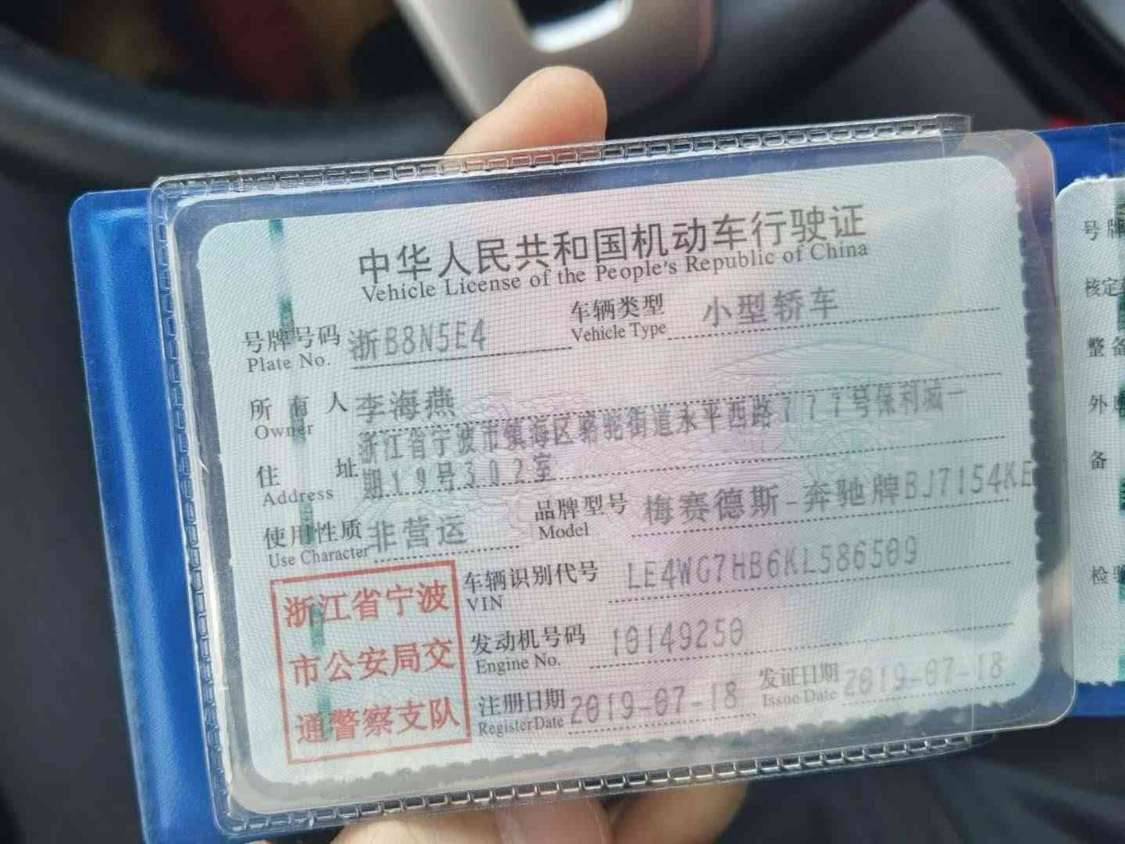 中华人民共和国机动车行驶证
Vehicle License of the People's Republic of China
号牌号码 浙B8N5E4 车辆类型 小型轿车
Plate No. Vehicle Type
所有人 李海燕
Owner
住址 浙江省宁波市镇海区骆驼街道永平西路777号保利城一
Address 期19号302室
使用性质 非营运 品牌型号 梅赛德斯-奔驰牌BJ7154KE
Use Character Model
车辆识别代号 LE4WG7HB6KL586509
VIN
发动机号码 10149250
Engine No.
注册日期 2019-07-18 发证日期 2019-07-18
Register Date Issue Date
浙江省宁波
市公安局交
通警察支队
号牌
核定
整备
外
备
检验